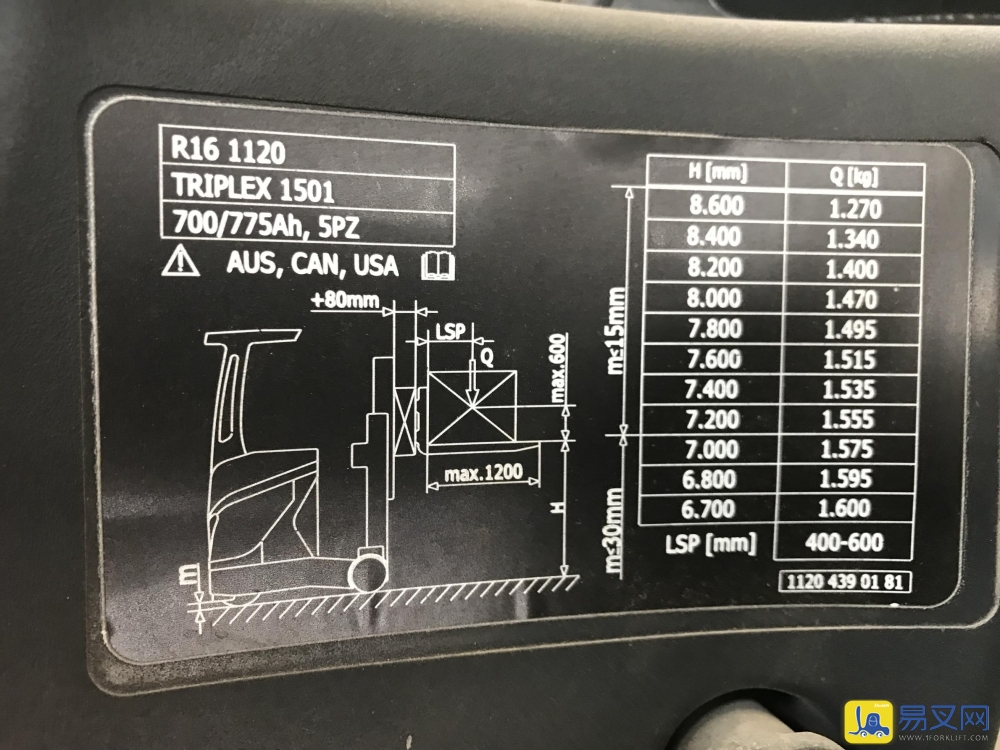 R16 1120
TRIPLEX 1501
700/775Ah, 5PZ
AUS, CAN, USA
+80mm
LSP
Q
max.600
max.1200
H
m
m≤15mm
m≤30mm
H [mm] Q [kg]
8.600 1.270
8.400 1.340
8.200 1.400
8.000 1.470
7.800 1.495
7.600 1.515
7.400 1.535
7.200 1.555
7.000 1.575
6.800 1.595
6.700 1.600
LSP [mm] 400-600
1120 439 01 81
易叉网
WWW.1FORKLIFT.COM